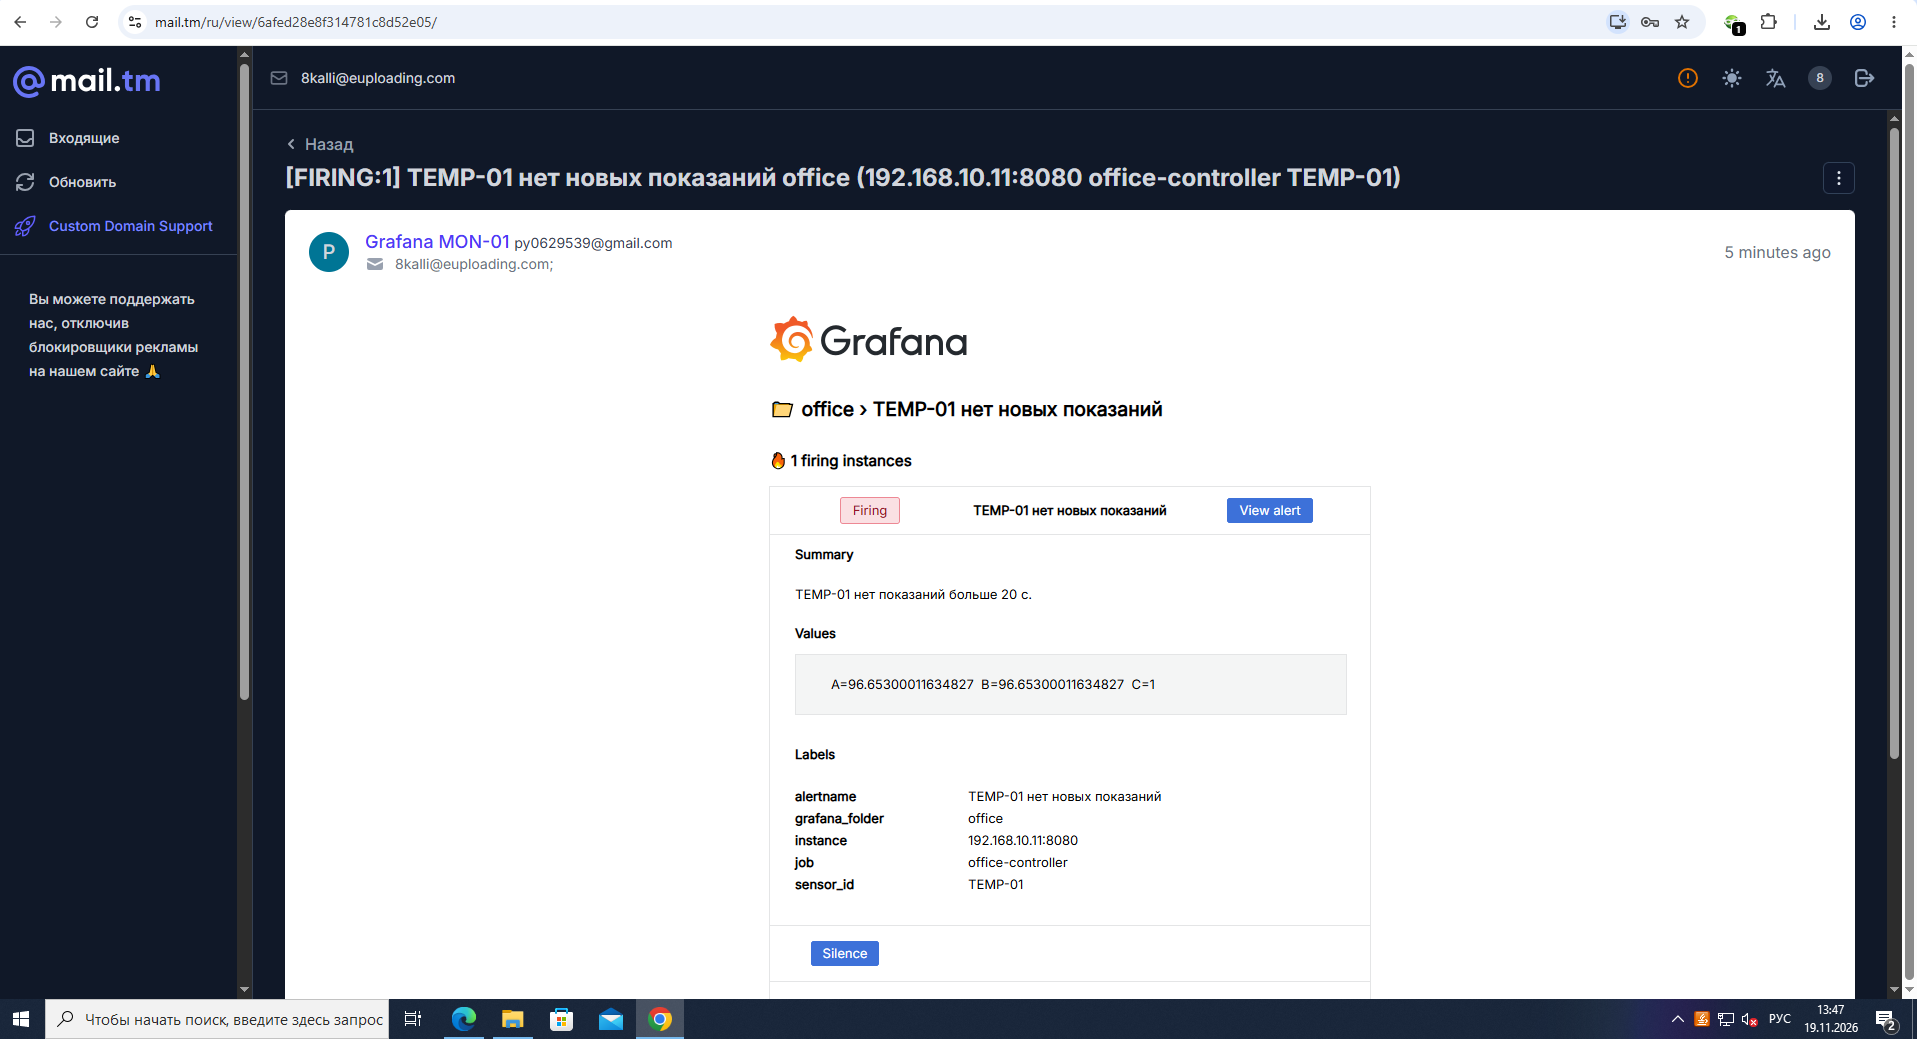 mail.tm/ru/view/6afed28e8f314781c8d52e05/
1
@mail.tm
8kalli@euploading.com
8
Входящие
Обновить
Custom Domain Support
Вы можете поддержать
нас, отключив
блокировщики рекламы
на нашем сайте 🙏
Назад
[FIRING:1] TEMP-01 нет новых показаний office (192.168.10.11:8080 office-controller TEMP-01)
P
Grafana MON-01 py0629539@gmail.com
8kalli@euploading.com;
5 minutes ago
Grafana
📁 office › TEMP-01 нет новых показаний
🔥 1 firing instances
Firing
TEMP-01 нет новых показаний
View alert
Summary
TEMP-01 нет показаний больше 20 с.
Values
A=96.65300011634827 B=96.65300011634827 C=1
Labels
alertname TEMP-01 нет новых показаний
grafana_folder office
instance 192.168.10.11:8080
job office-controller
sensor_id TEMP-01
Silence
Чтобы начать поиск, введите здесь запрос
РУС
13:47
19.11.2026
2